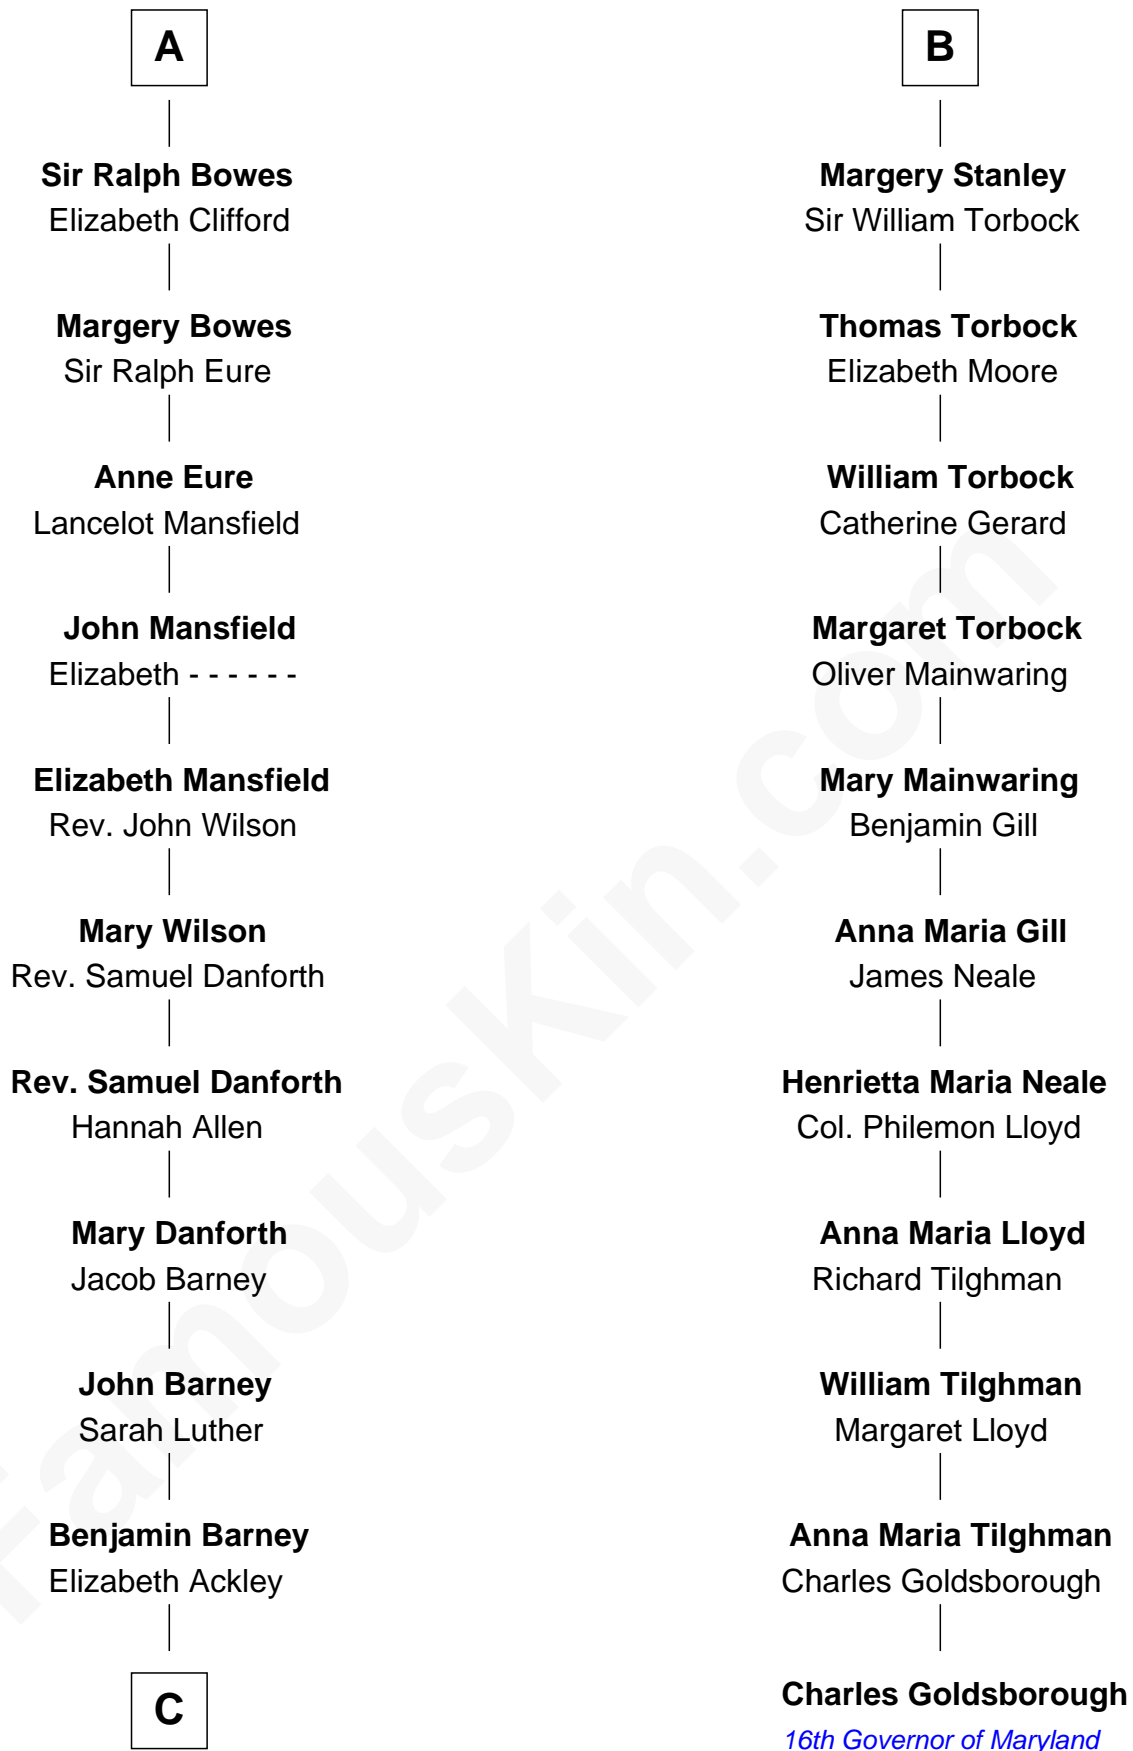 A
Sir Ralph Bowes
Elizabeth Clifford
Margery Bowes
Sir Ralph Eure
Anne Eure
Lancelot Mansfield
John Mansfield
Elizabeth - - - - - -
Elizabeth Mansfield
Rev. John Wilson
Mary Wilson
Rev. Samuel Danforth
Rev. Samuel Danforth
Hannah Allen
Mary Danforth
Jacob Barney
John Barney
Sarah Luther
Benjamin Barney
Elizabeth Ackley
C
B
Margery Stanley
Sir William Torbock
Thomas Torbock
Elizabeth Moore
William Torbock
Catherine Gerard
Margaret Torbock
Oliver Mainwaring
Mary Mainwaring
Benjamin Gill
Anna Maria Gill
James Neale
Henrietta Maria Neale
Col. Philemon Lloyd
Anna Maria Lloyd
Richard Tilghman
William Tilghman
Margaret Lloyd
Anna Maria Tilghman
Charles Goldsborough
Charles Goldsborough
16th Governor of Maryland
FamousKin.com